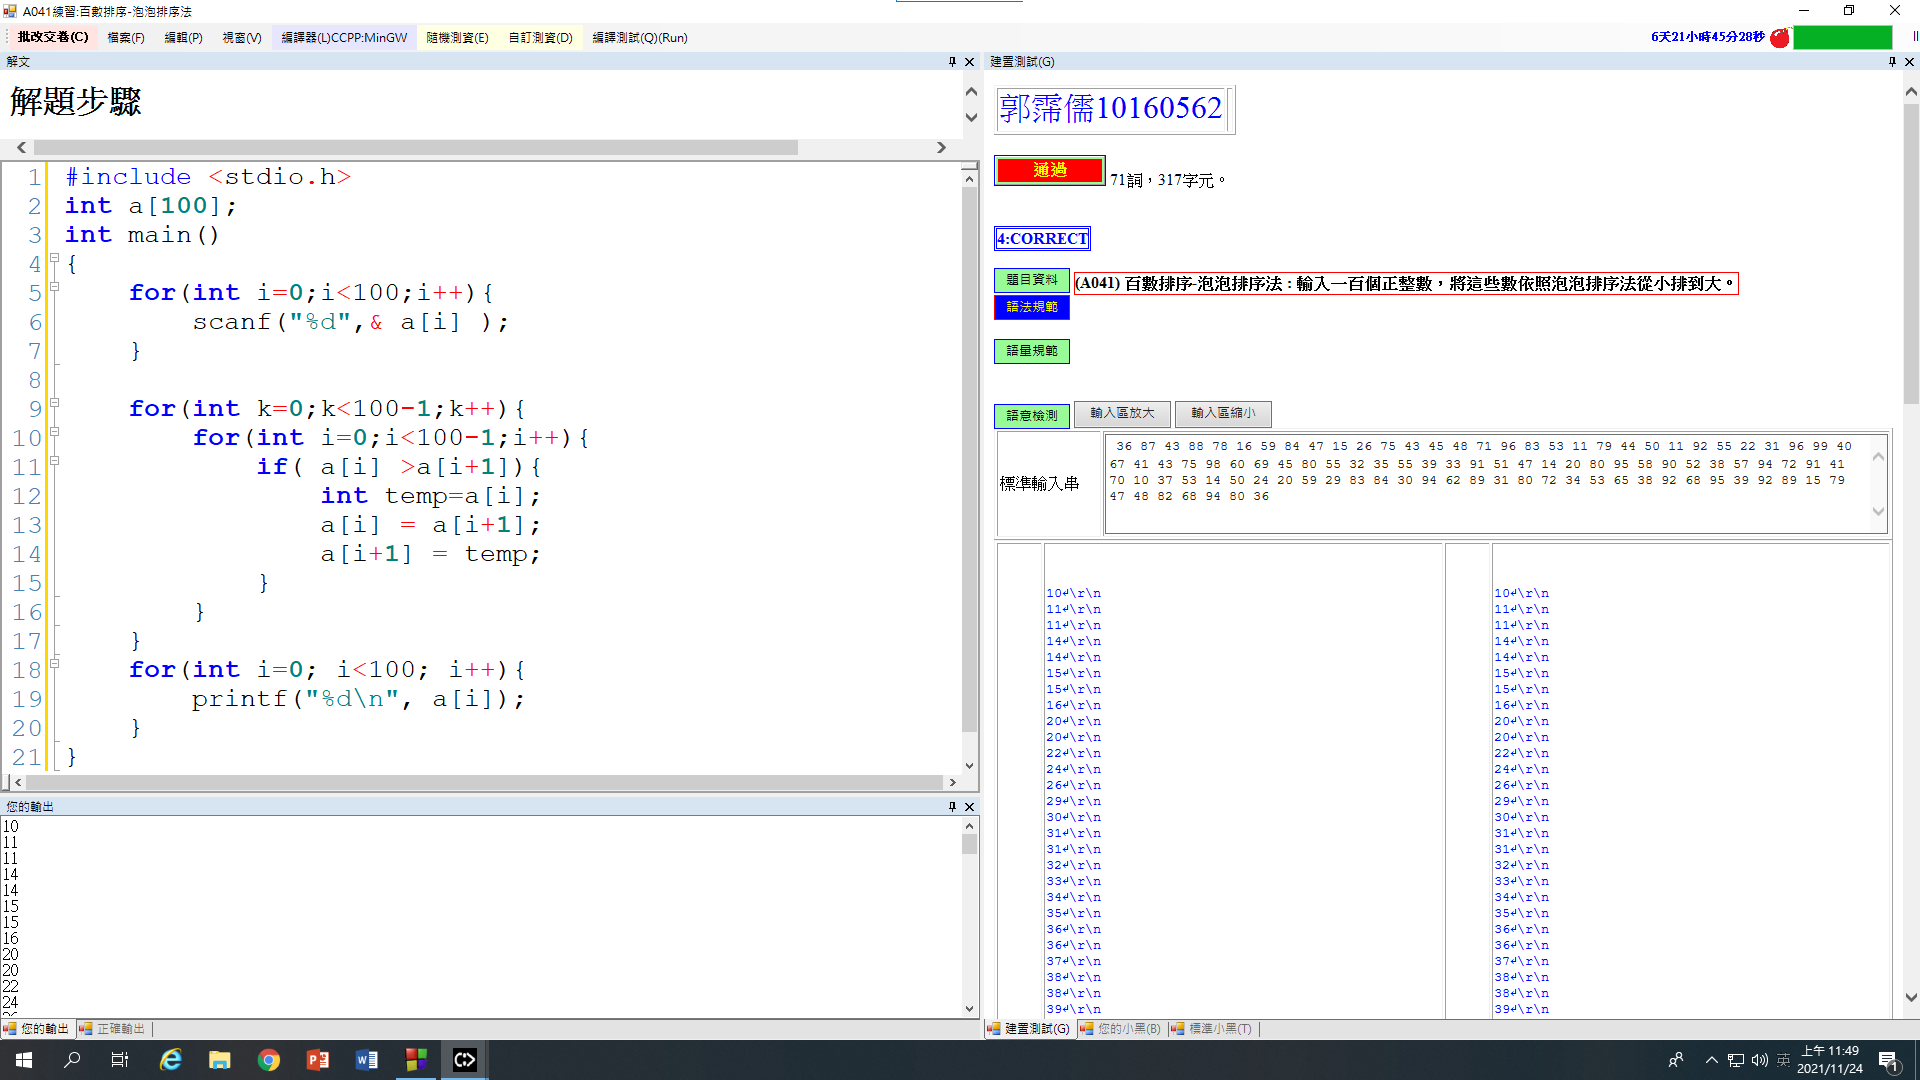 A041練習:百數排序-泡泡排序法
批改交卷(C) 檔案(F) 編輯(P) 視窗(V) 編譯器(L)CCPP:MinGW 隨機測資(E) 自訂測資(D) 編譯測試(Q)(Run)
6天21小時45分28秒
解文
解題步驟
1 #include <stdio.h>
2 int a[100];
3 int main()
4 {
5     for(int i=0;i<100;i++){
6         scanf("%d",& a[i] );
7     }
8
9     for(int k=0;k<100-1;k++){
10         for(int i=0;i<100-1;i++){
11             if( a[i] >a[i+1]){
12                 int temp=a[i];
13                 a[i] = a[i+1];
14                 a[i+1] = temp;
15             }
16         }
17     }
18     for(int i=0; i<100; i++){
19         printf("%d\n", a[i]);
20     }
21 }
您的輸出
10
11
11
14
14
15
15
16
20
20
22
24
您的輸出 正確輸出
建置測試(G)
郭霈儒10160562
通過 71詞，317字元。
4:CORRECT
題目資料 (A041) 百數排序-泡泡排序法 : 輸入一百個正整數，將這些數依照泡泡排序法從小排到大。
語法規範
語量規範
語意檢測 輸入區放大 輸入區縮小
標準輸入串
36 87 43 88 78 16 59 84 47 15 26 75 43 45 48 71 96 83 53 11 79 44 50 11 92 55 22 31 96 99 40
67 41 43 75 98 60 69 45 80 55 32 35 55 39 33 91 51 47 14 20 80 95 58 90 52 38 57 94 72 91 41
70 10 37 53 14 50 24 20 59 29 83 84 30 94 62 89 31 80 72 34 53 65 38 92 68 95 39 92 89 15 79
47 48 82 68 94 80 36
10↵\r\n 10↵\r\n
11↵\r\n 11↵\r\n
11↵\r\n 11↵\r\n
14↵\r\n 14↵\r\n
14↵\r\n 14↵\r\n
15↵\r\n 15↵\r\n
15↵\r\n 15↵\r\n
16↵\r\n 16↵\r\n
20↵\r\n 20↵\r\n
20↵\r\n 20↵\r\n
22↵\r\n 22↵\r\n
24↵\r\n 24↵\r\n
26↵\r\n 26↵\r\n
29↵\r\n 29↵\r\n
30↵\r\n 30↵\r\n
31↵\r\n 31↵\r\n
31↵\r\n 31↵\r\n
32↵\r\n 32↵\r\n
33↵\r\n 33↵\r\n
34↵\r\n 34↵\r\n
35↵\r\n 35↵\r\n
36↵\r\n 36↵\r\n
36↵\r\n 36↵\r\n
37↵\r\n 37↵\r\n
38↵\r\n 38↵\r\n
38↵\r\n 38↵\r\n
39↵\r\n 39↵\r\n
建置測試(G) 您的小黑(B) 標準小黑(T)
英
上午 11:49
2021/11/24
1